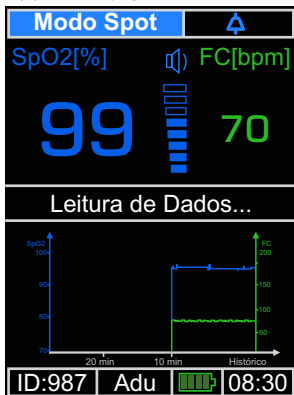 Modo Spot
SpO2[%] FC[bpm]
99 70
Leitura de Dados...
SpO2 FC
100 200
90 150
80 100
60
70
20 min 10 min Histórico
ID:987 Adu 08:30